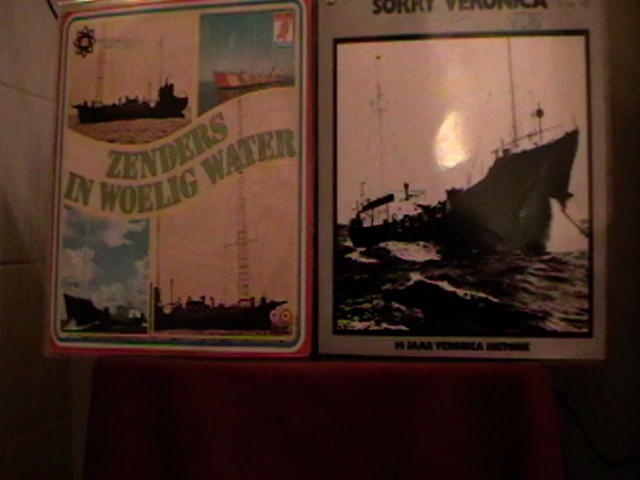 ZENDERS
IN WOELIG WATER
SORRY VERONICA
14 JAAR VERONICA HISTORIE